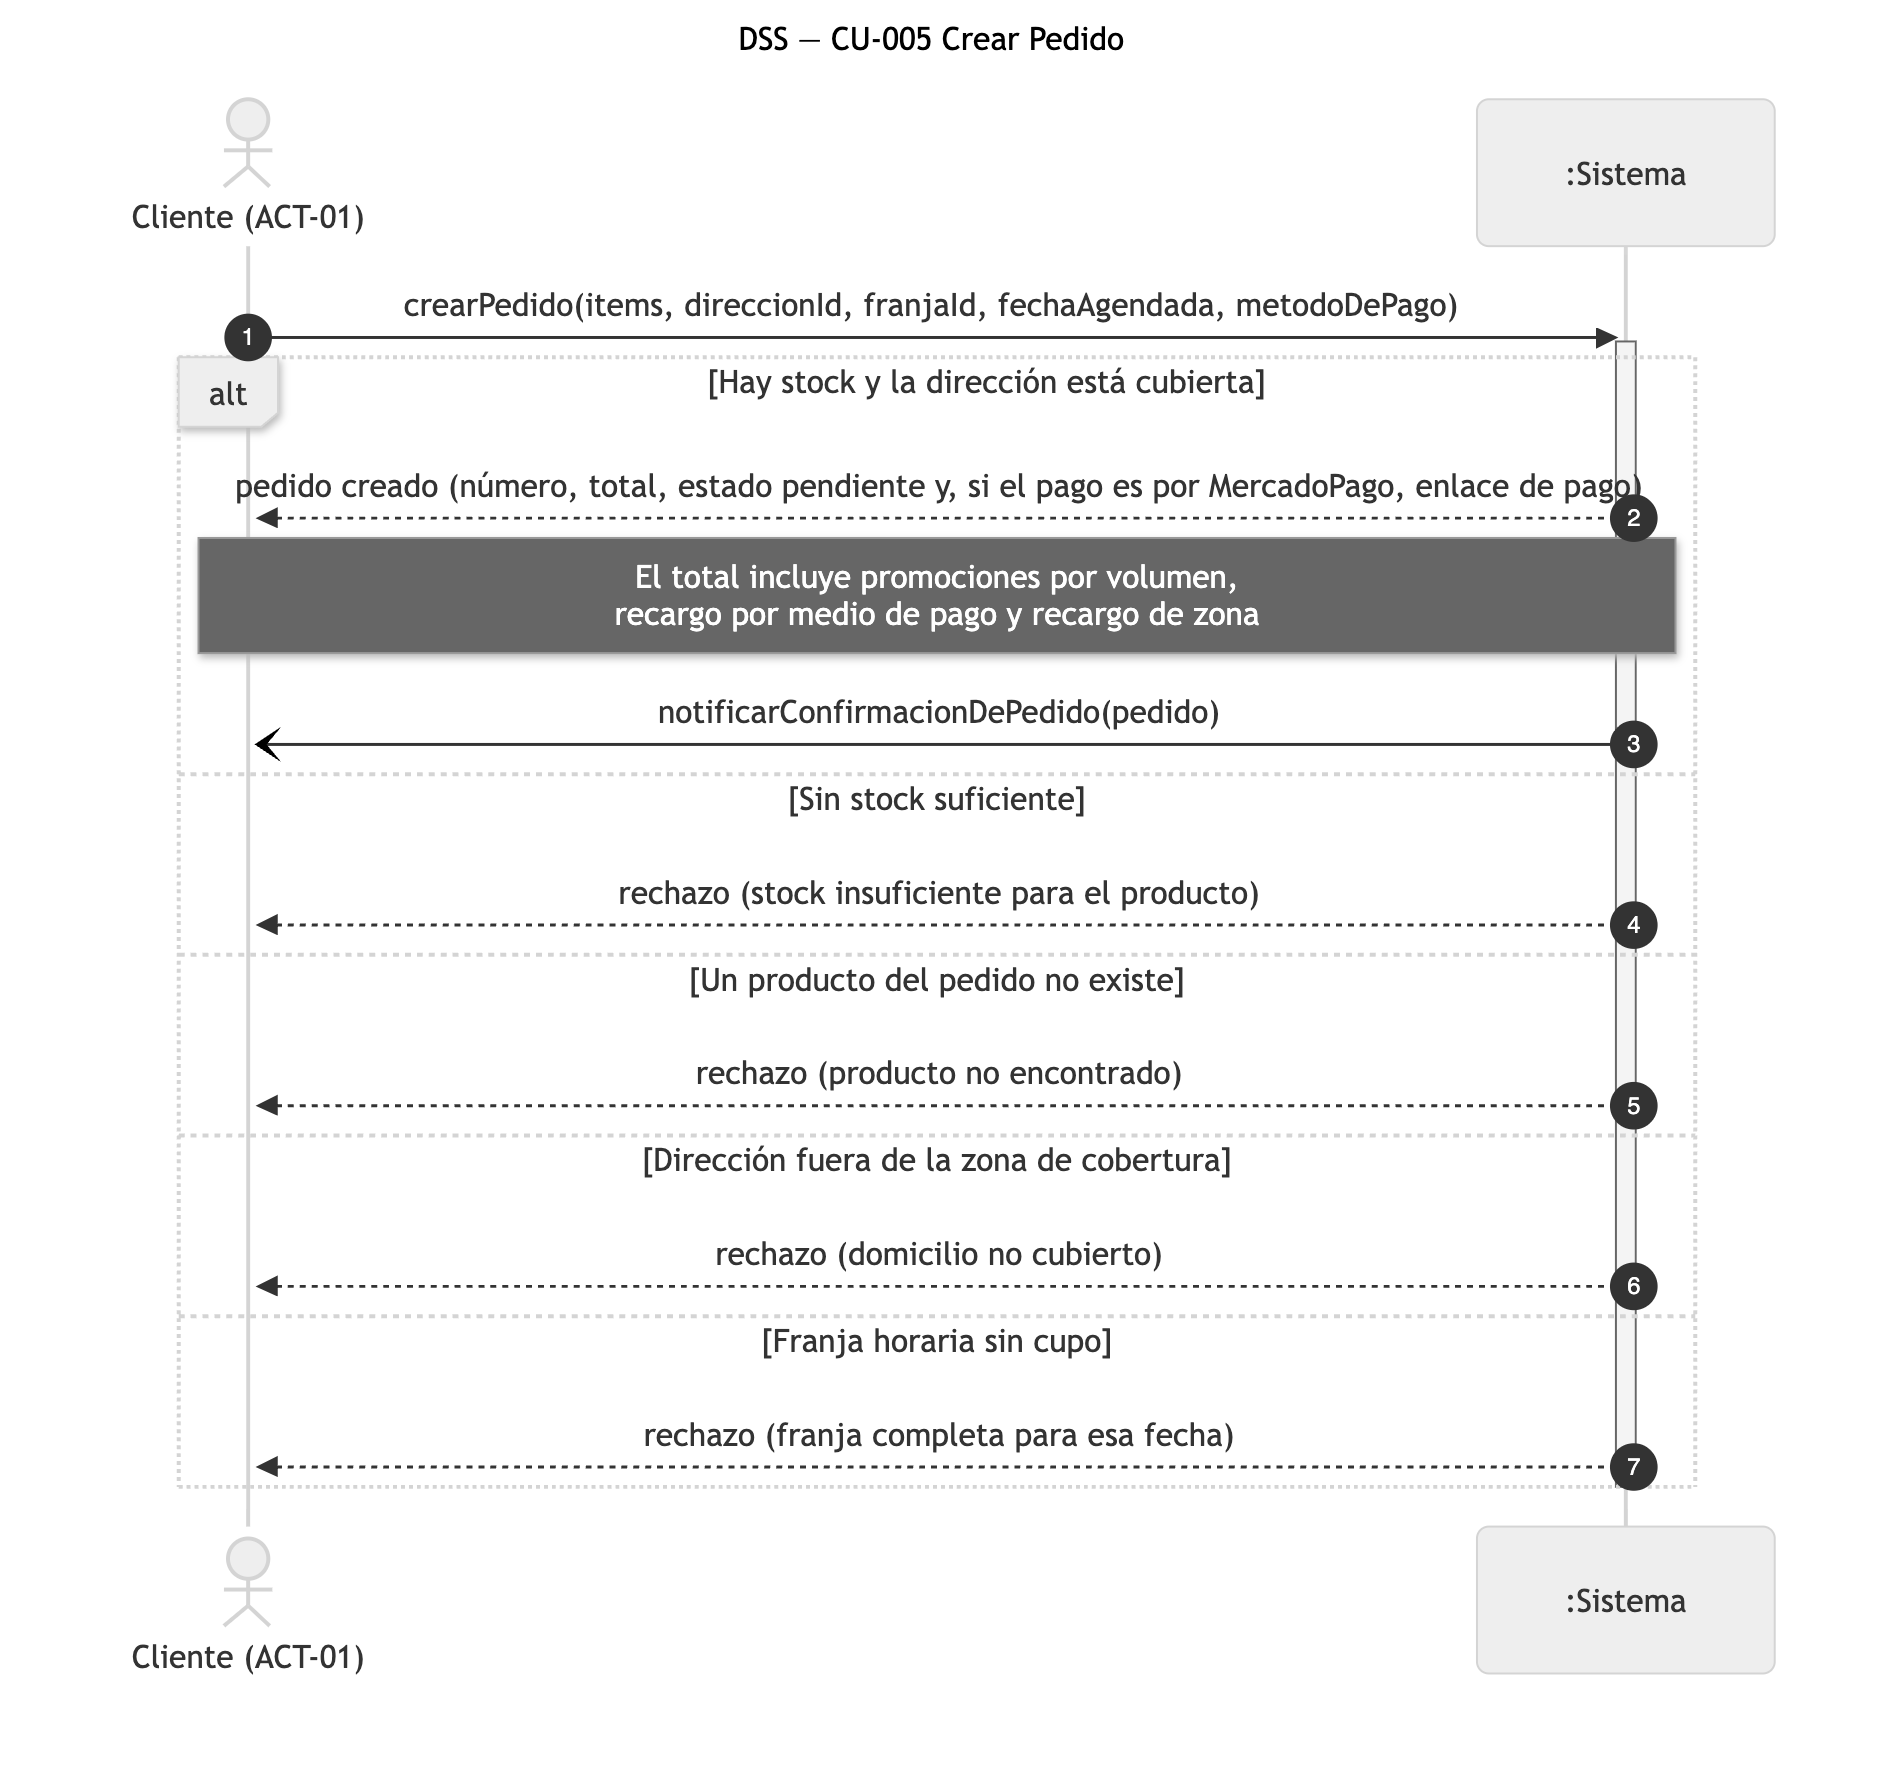 DSS — CU-005 Crear Pedido
Cliente (ACT-01)
:Sistema
crearPedido(items, direccionId, franjaId, fechaAgendada, metodoDePago)
1
alt
[Hay stock y la dirección está cubierta]
pedido creado (número, total, estado pendiente y, si el pago es por MercadoPago, enlace de pago)
2
El total incluye promociones por volumen,
recargo por medio de pago y recargo de zona
notificarConfirmacionDePedido(pedido)
3
[Sin stock suficiente]
rechazo (stock insuficiente para el producto)
4
[Un producto del pedido no existe]
rechazo (producto no encontrado)
5
[Dirección fuera de la zona de cobertura]
rechazo (domicilio no cubierto)
6
[Franja horaria sin cupo]
rechazo (franja completa para esa fecha)
7
Cliente (ACT-01)
:Sistema